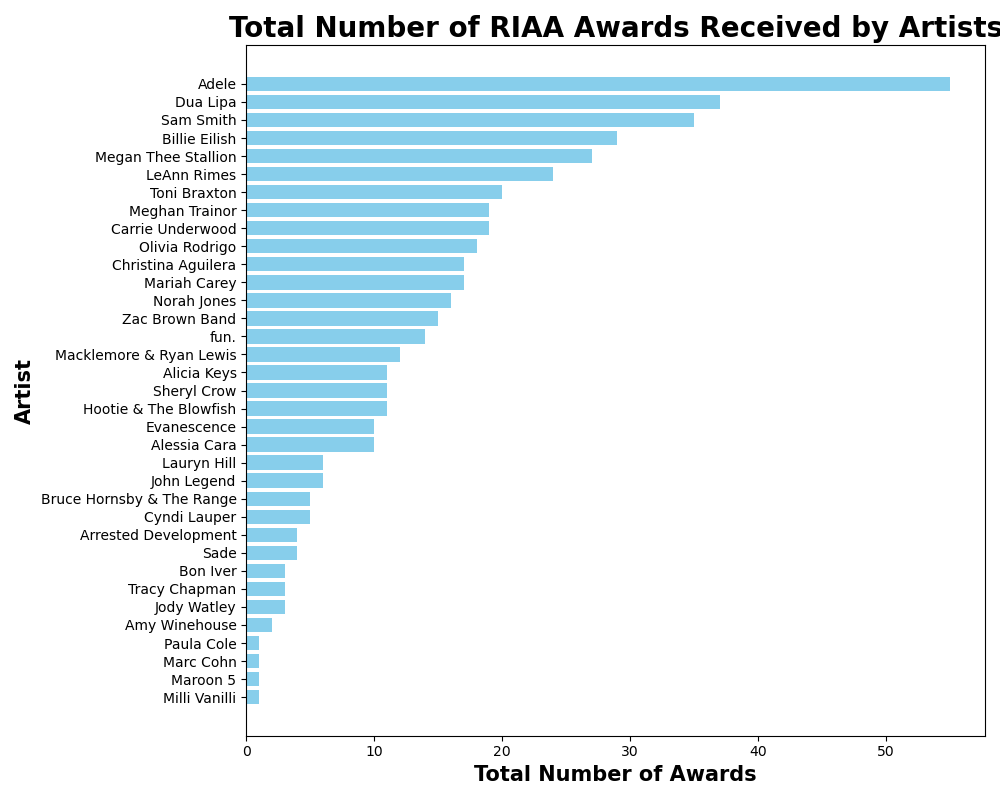 Total Number of RIAA Awards Received by Artists
Artist
Adele
Dua Lipa
Sam Smith
Billie Eilish
Megan Thee Stallion
LeAnn Rimes
Toni Braxton
Meghan Trainor
Carrie Underwood
Olivia Rodrigo
Christina Aguilera
Mariah Carey
Norah Jones
Zac Brown Band
fun.
Macklemore & Ryan Lewis
Alicia Keys
Sheryl Crow
Hootie & The Blowfish
Evanescence
Alessia Cara
Lauryn Hill
John Legend
Bruce Hornsby & The Range
Cyndi Lauper
Arrested Development
Sade
Bon Iver
Tracy Chapman
Jody Watley
Amy Winehouse
Paula Cole
Marc Cohn
Maroon 5
Milli Vanilli
0 10 20 30 40 50
Total Number of Awards